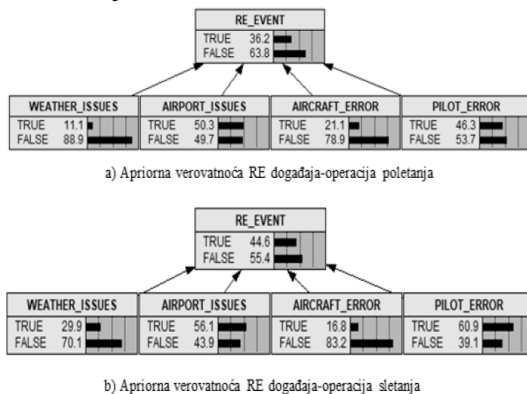 RE_EVENT
TRUE 36.2
FALSE 63.8
WEATHER_ISSUES AIRPORT_ISSUES AIRCRAFT_ERROR PILOT_ERROR
TRUE 11.1 TRUE 50.3 TRUE 21.1 TRUE 46.3
FALSE 88.9 FALSE 49.7 FALSE 78.9 FALSE 53.7
a) Apriorna verovatnoća RE događaja-operacija poletanja
RE_EVENT
TRUE 44.6
FALSE 55.4
WEATHER_ISSUES AIRPORT_ISSUES AIRCRAFT_ERROR PILOT_ERROR
TRUE 29.9 TRUE 56.1 TRUE 16.8 TRUE 60.9
FALSE 70.1 FALSE 43.9 FALSE 83.2 FALSE 39.1
b) Apriorna verovatnoća RE događaja-operacija sletanja